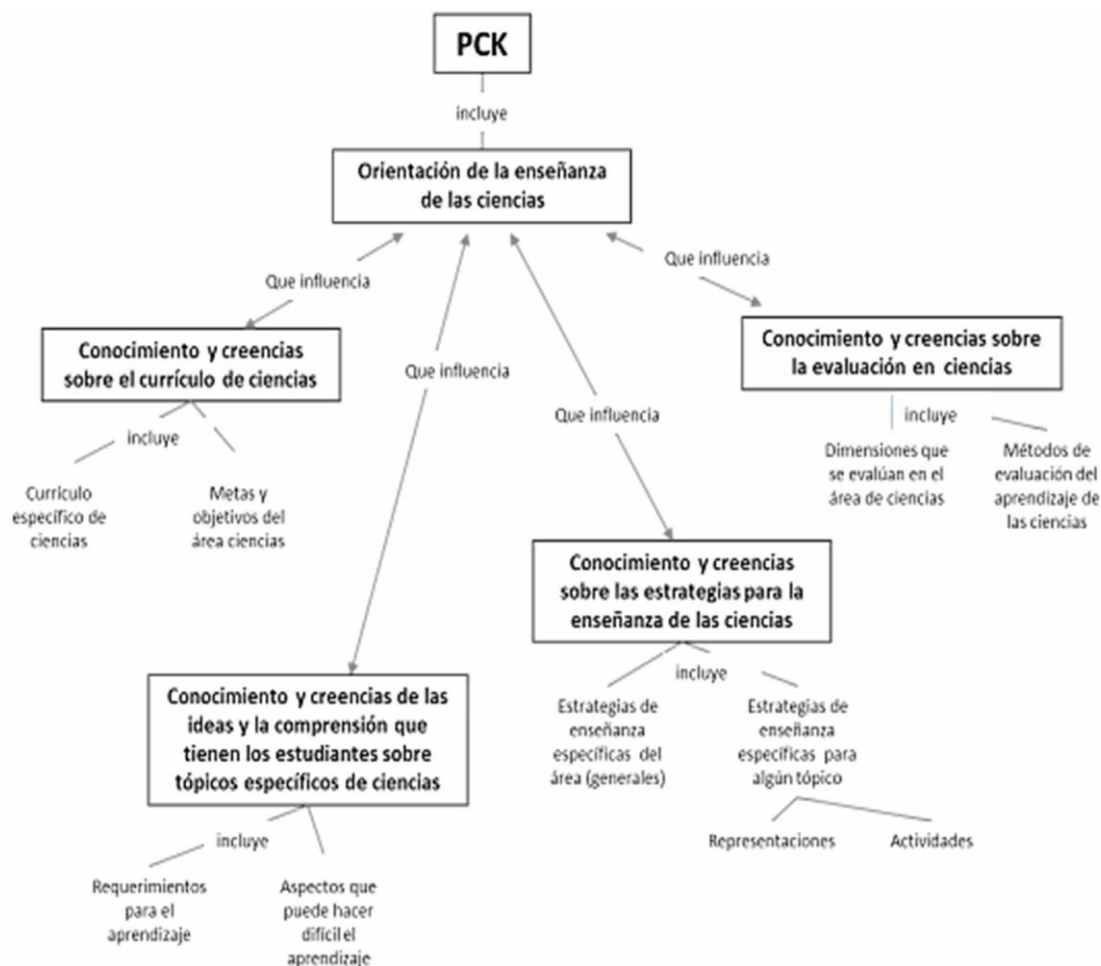 PCK
incluye
Orientación de la enseñanza
de las ciencias
Que influencia
Que influencia
Que influencia
Que influencia
Conocimiento y creencias
sobre el currículo de ciencias
incluye
Currículo
específico de
ciencias
Metas y
objetivos del
área ciencias
Conocimiento y creencias de las
ideas y la comprensión que
tienen los estudiantes sobre
tópicos específicos de ciencias
incluye
Requerimientos
para el
aprendizaje
Aspectos que
puede hacer
difícil el
aprendizaje
Conocimiento y creencias
sobre las estrategias para la
enseñanza de las ciencias
incluye
Estrategias de
enseñanza
específicas del
área (generales)
Estrategias de
enseñanza
específicas para
algún tópico
Representaciones
Actividades
Conocimiento y creencias sobre
la evaluación en ciencias
incluye
Dimensiones que
se evalúan en el
área de ciencias
Métodos de
evaluación del
aprendizaje de
las ciencias